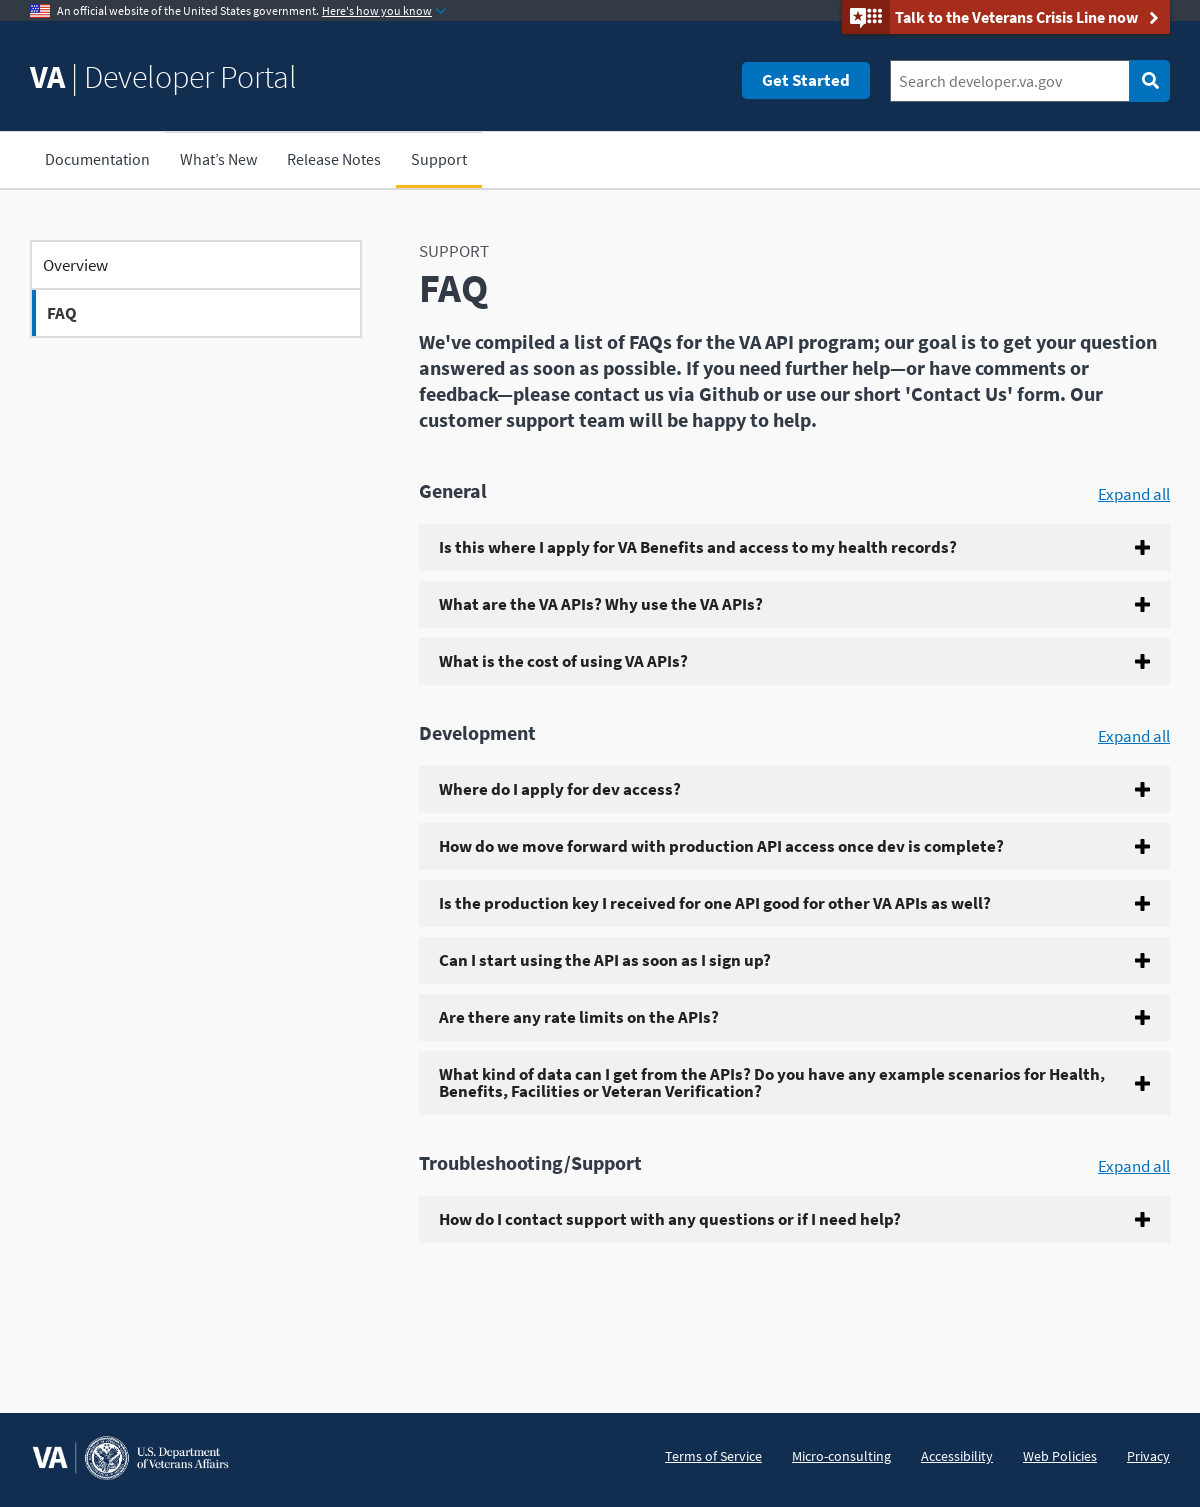 An official website of the United States government. Here's how you know
Talk to the Veterans Crisis Line now
VA | Developer Portal
Get Started
Search developer.va.gov
Documentation
What’s New
Release Notes
Support
Overview
FAQ
SUPPORT
FAQ
We've compiled a list of FAQs for the VA API program; our goal is to get your question
answered as soon as possible. If you need further help—or have comments or
feedback—please contact us via Github or use our short 'Contact Us' form. Our
customer support team will be happy to help.
General
Expand all
Is this where I apply for VA Benefits and access to my health records?
What are the VA APIs? Why use the VA APIs?
What is the cost of using VA APIs?
Development
Expand all
Where do I apply for dev access?
How do we move forward with production API access once dev is complete?
Is the production key I received for one API good for other VA APIs as well?
Can I start using the API as soon as I sign up?
Are there any rate limits on the APIs?
What kind of data can I get from the APIs? Do you have any example scenarios for Health,
Benefits, Facilities or Veteran Verification?
Troubleshooting/Support
Expand all
How do I contact support with any questions or if I need help?
VA
U.S. Department
of Veterans Affairs
Terms of Service
Micro-consulting
Accessibility
Web Policies
Privacy